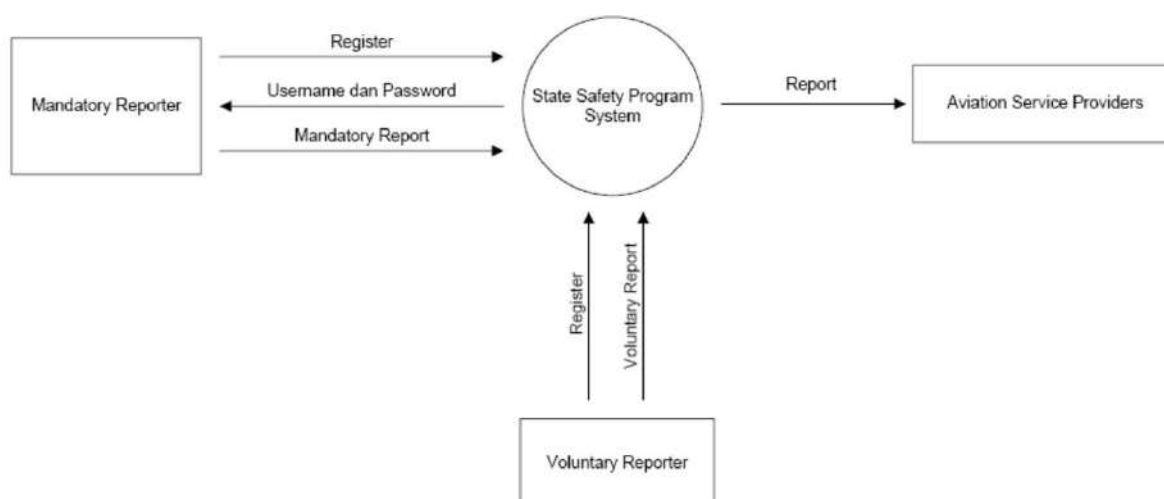 Register
Mandatory Reporter
Username dan Password
Mandatory Report
State Safety Program
System
Report
Aviation Service Providers
Register
Voluntary Report
Voluntary Reporter